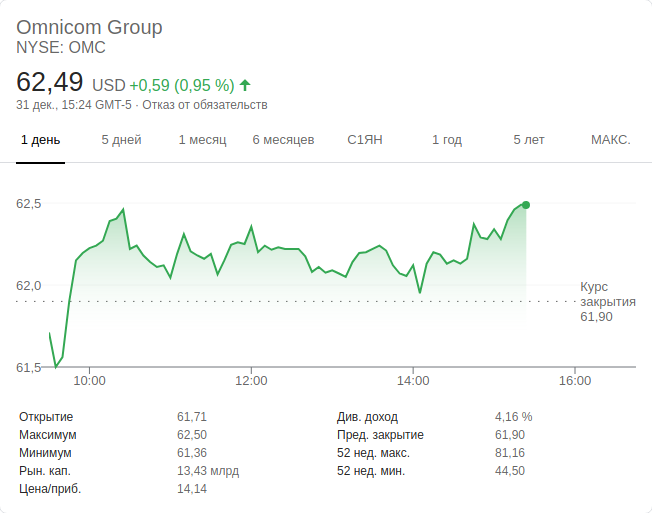 Omnicom Group
NYSE: OMC
62,49 USD +0,59 (0,95 %)
31 дек., 15:24 GMT-5 · Отказ от обязательств
1 день 5 дней 1 месяц 6 месяцев С1ЯН 1 год 5 лет МАКС.
62,5
62,0
61,5
Курс
закрытия
61,90
10:00 12:00 14:00 16:00
Открытие 61,71 Див. доход 4,16 %
Максимум 62,50 Пред. закрытие 61,90
Минимум 61,36 52 нед. макс. 81,16
Рын. кап. 13,43 млрд 52 нед. мин. 44,50
Цена/приб. 14,14